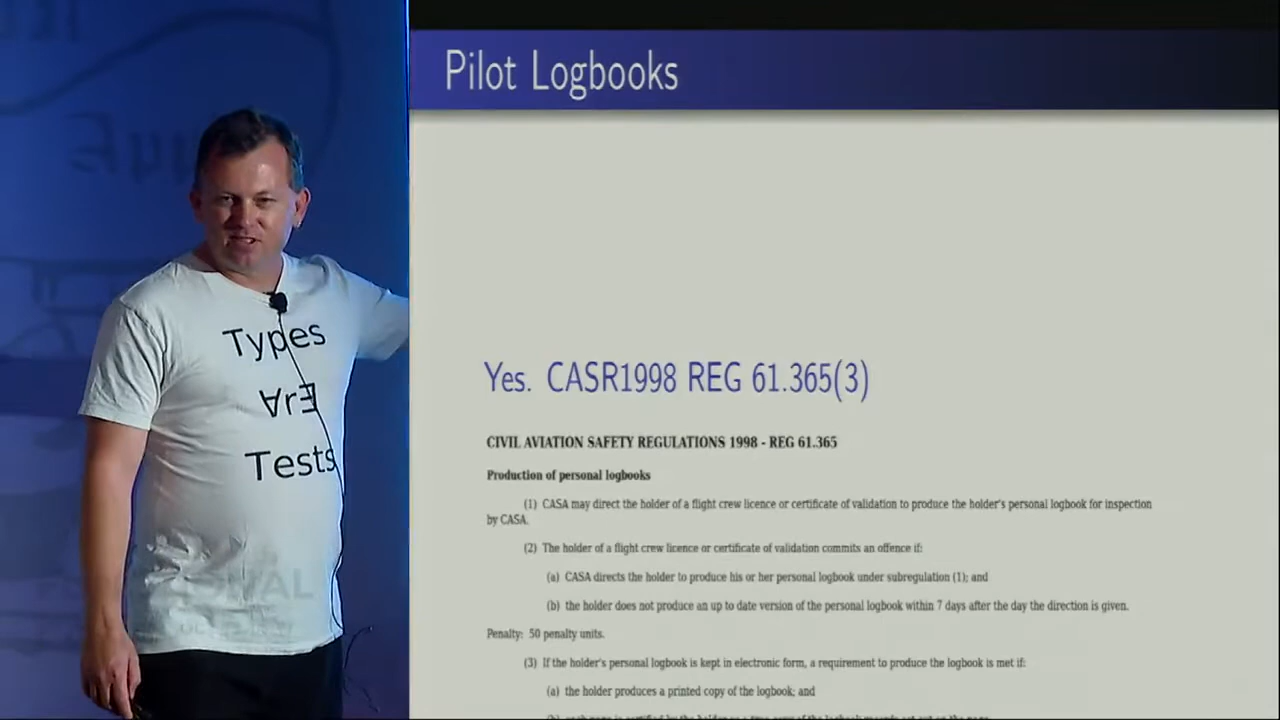 Pilot Logbooks
Types
∀rƎ
Tests
Yes. CASR1998 REG 61.365(3)
CIVIL AVIATION SAFETY REGULATIONS 1998 - REG 61.365
Production of personal logbooks
(1) CASA may direct the holder of a flight crew licence or certificate of validation to produce the holder's personal logbook for inspection
by CASA.
(2) The holder of a flight crew licence or certificate of validation commits an offence if:
(a) CASA directs the holder to produce his or her personal logbook under subregulation (1); and
(b) the holder does not produce an up to date version of the personal logbook within 7 days after the day the direction is given.
Penalty: 50 penalty units.
(3) If the holder's personal logbook is kept in electronic form, a requirement to produce the logbook is met if:
(a) the holder produces a printed copy of the logbook; and